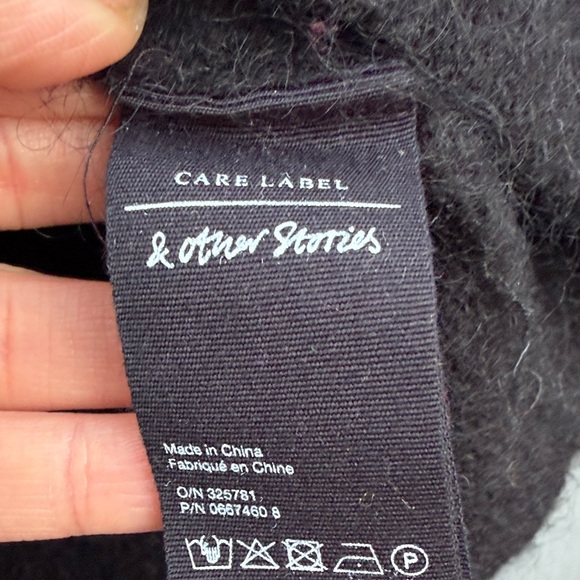 CARE LABEL
& other Stories
Made in China
Fabriqué en Chine
O/N 325781
P/N 0667460 8
P